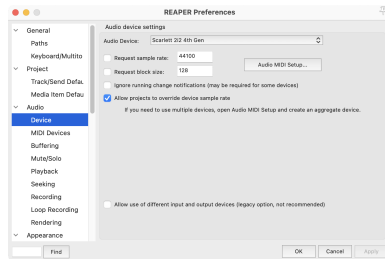 REAPER Preferences
General
Paths
Keyboard/Multito
Project
Track/Send Defau
Media Item Defau
Audio
Device
MIDI Devices
Buffering
Mute/Solo
Playback
Seeking
Recording
Loop Recording
Rendering
Appearance
Find
Audio device settings
Audio Device: Scarlett 2i2 4th Gen
Request sample rate: 44100
Request block size: 128
Audio MIDI Setup...
Ignore running change notifications (may be required for some devices)
Allow projects to override device sample rate
If you need to use multiple devices, open Audio MIDI Setup and create an aggregate device.
Allow use of different input and output devices (legacy option, not recommended)
OK Cancel Apply